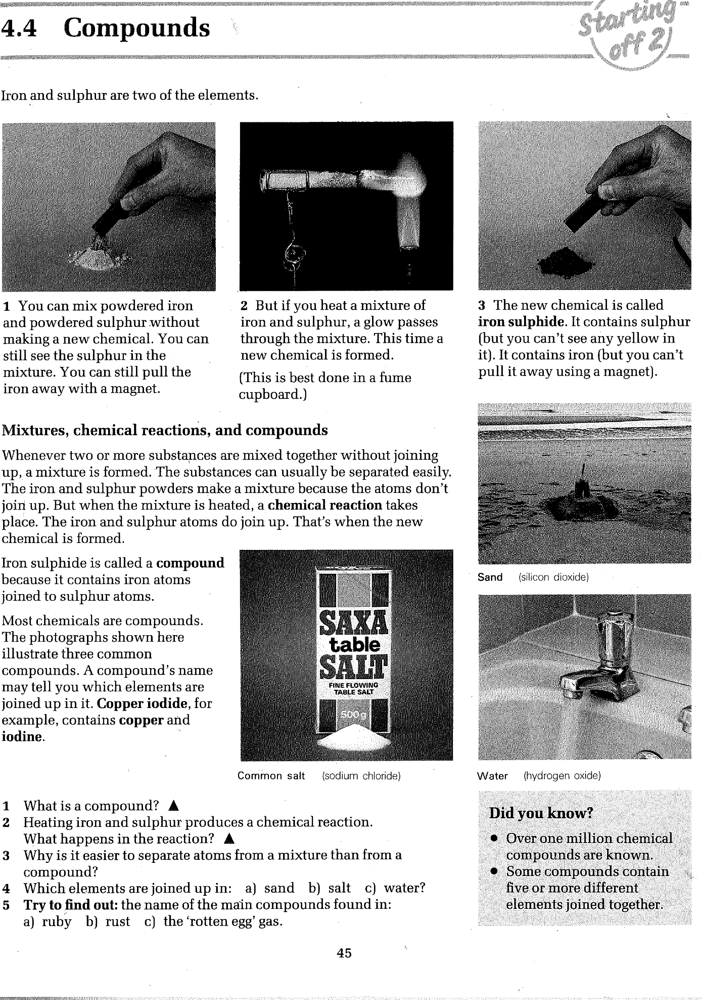 4.4 Compounds
Starting
off 2
Iron and sulphur are two of the elements.
1 You can mix powdered iron
and powdered sulphur without
making a new chemical. You can
still see the sulphur in the
mixture. You can still pull the
iron away with a magnet.
2 But if you heat a mixture of
iron and sulphur, a glow passes
through the mixture. This time a
new chemical is formed.
(This is best done in a fume
cupboard.)
3 The new chemical is called
iron sulphide. It contains sulphur
(but you can't see any yellow in
it). It contains iron (but you can't
pull it away using a magnet).
Mixtures, chemical reactions, and compounds
Whenever two or more substances are mixed together without joining
up, a mixture is formed. The substances can usually be separated easily.
The iron and sulphur powders make a mixture because the atoms don't
join up. But when the mixture is heated, a chemical reaction takes
place. The iron and sulphur atoms do join up. That's when the new
chemical is formed.
Iron sulphide is called a compound
because it contains iron atoms
joined to sulphur atoms.
Most chemicals are compounds.
The photographs shown here
illustrate three common
compounds. A compound's name
may tell you which elements are
joined up in it. Copper iodide, for
example, contains copper and
iodine.
SAXA
table
SALT
FINE FLOWING
TABLE SALT
500g
Common salt (sodium chloride)
Sand (silicon dioxide)
Water (hydrogen oxide)
1 What is a compound? ▲
2 Heating iron and sulphur produces a chemical reaction.
What happens in the reaction? ▲
3 Why is it easier to separate atoms from a mixture than from a
compound?
4 Which elements are joined up in: a) sand b) salt c) water?
5 Try to find out: the name of the main compounds found in:
a) ruby b) rust c) the 'rotten egg' gas.
Did you know?
• Over one million chemical
compounds are known.
• Some compounds contain
five or more different
elements joined together.
45